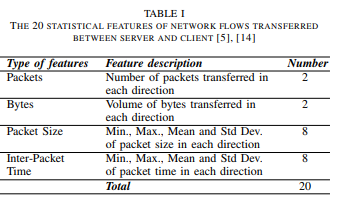 TABLE I
THE 20 STATISTICAL FEATURES OF NETWORK FLOWS TRANSFERRED
BETWEEN SERVER AND CLIENT [5], [14]
Type of features Feature description Number
Packets Number of packets transferred in 2
each direction
Bytes Volume of bytes transferred in 2
each direction
Packet Size Min., Max., Mean and Std Dev. 8
of packet size in each direction
Inter-Packet Min., Max., Mean and Std Dev. 8
Time of packet time in each direction
Total 20